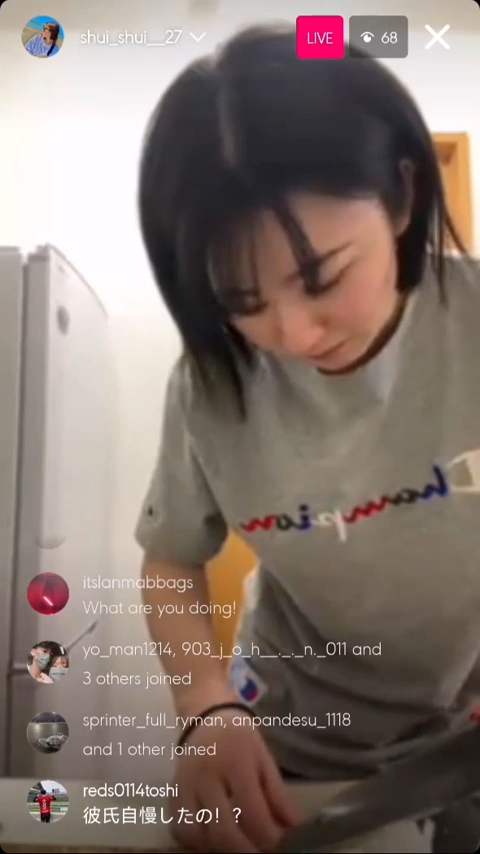 shui_shui__27
LIVE
68
Champion
itslanmabbags
What are you doing!
yo_man1214, 903_j_o_h__._._n._011 and
3 others joined
sprinter_full_ryman, anpandesu_1118
and 1 other joined
reds0114toshi
彼氏自慢したの！？